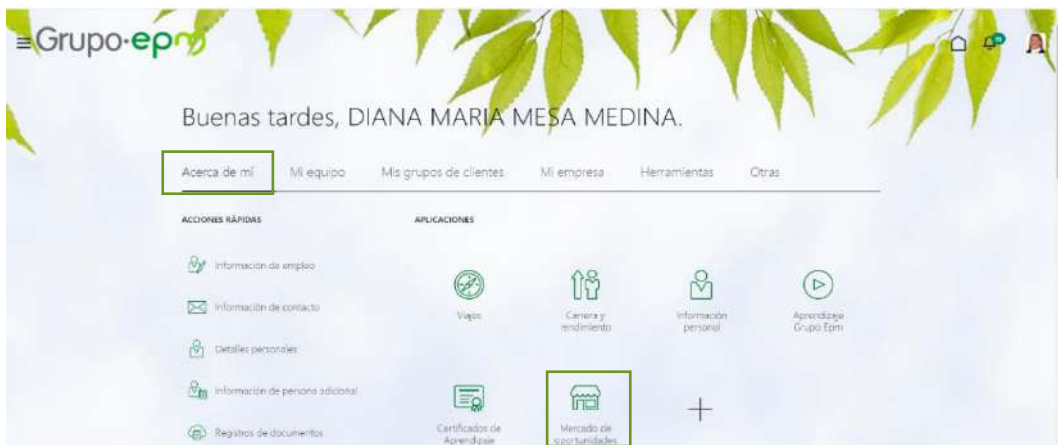 Grupo·epm
Buenas tardes, DIANA MARIA MESA MEDINA.
Acerca de mí
Mi equipo
Mis grupos de clientes
Mi empresa
Herramientas
Otras
ACCIONES RÁPIDAS
Información de empleo
Información de contacto
Detalles personales
Información de persona adicional
Registros de documentos
APLICACIONES
Viajes
Carrera y
rendimiento
Información
personal
Aprendizaje
Grupo Epm
Certificados de
Aprendizaje
Mercado de
oportunidades